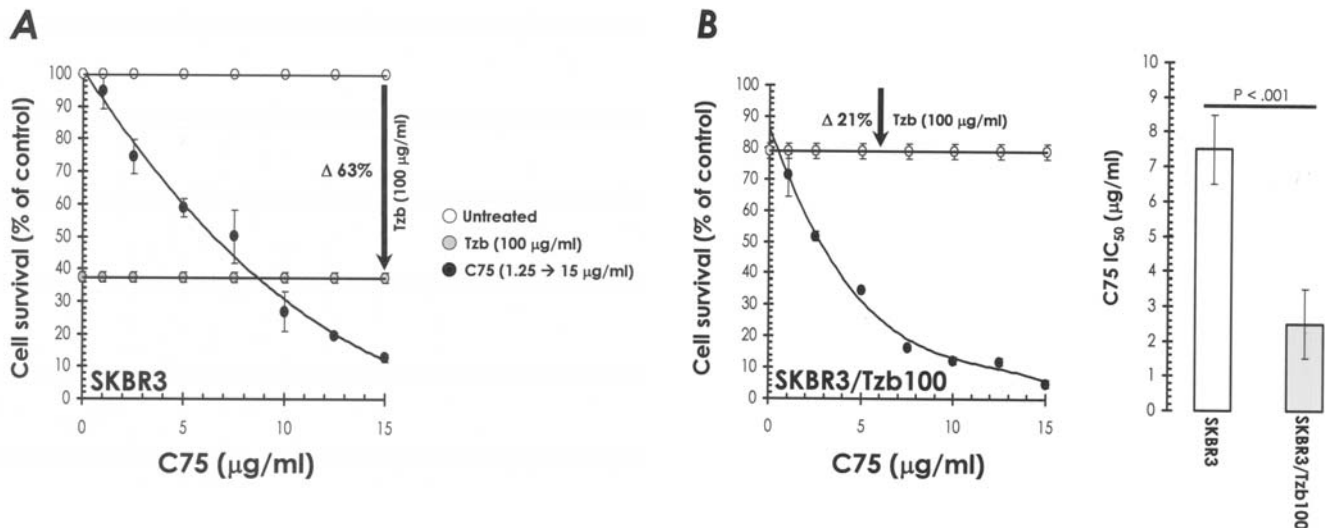 A
Cell survival (% of control)
100
90
80
70
60
50
40
30
20
10
0
Δ 63%
Tzb (100 μg/ml)
SKBR3
0 5 10 15
C75 (μg/ml)
Untreated
Tzb (100 μg/ml)
C75 (1.25 → 15 μg/ml)
B
Cell survival (% of control)
100
90
80
70
60
50
40
30
20
10
0
Δ 21% Tzb (100 μg/ml)
SKBR3/Tzb100
0 5 10 15
C75 (μg/ml)
C75 IC50 (μg/ml)
10
9
8
7
6
5
4
3
2
1
0
P < .001
SKBR3
SKBR3/Tzb100